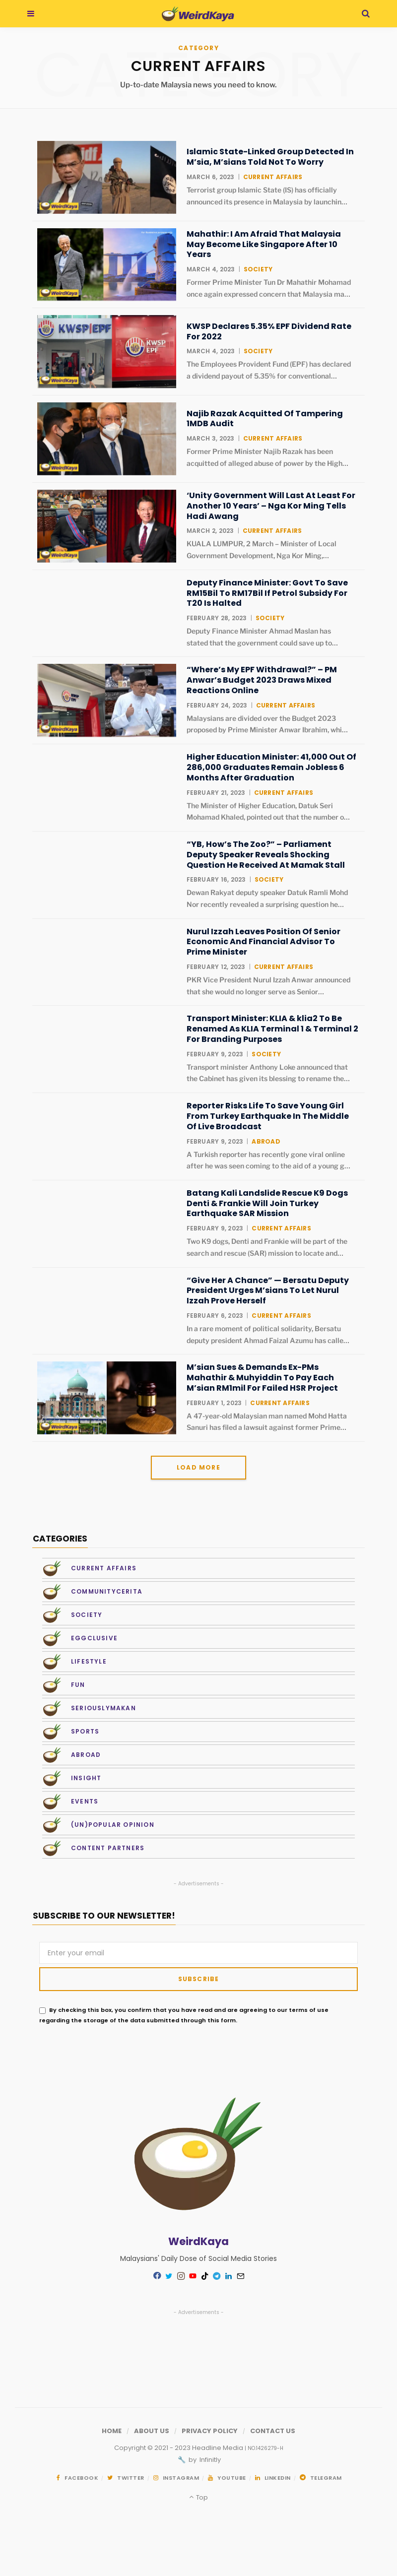 WeirdKaya
CATEGORY
CATEGORY
CURRENT AFFAIRS
Up-to-date Malaysia news you need to know.
Islamic State-Linked Group Detected In
M’sia, M’sians Told Not To Worry
MARCH 6, 2023 | CURRENT AFFAIRS
Terrorist group Islamic State (IS) has officially
announced its presence in Malaysia by launchin...
WeirdKaya
Mahathir: I Am Afraid That Malaysia
May Become Like Singapore After 10
Years
MARCH 4, 2023 | SOCIETY
Former Prime Minister Tun Dr Mahathir Mohamad
once again expressed concern that Malaysia ma...
WeirdKaya
KWSP EPF
KWSP
EPF
KWSP Declares 5.35% EPF Dividend Rate
For 2022
MARCH 4, 2023 | SOCIETY
The Employees Provident Fund (EPF) has declared
a dividend payout of 5.35% for conventional...
WeirdKaya
Najib Razak Acquitted Of Tampering
1MDB Audit
MARCH 3, 2023 | CURRENT AFFAIRS
Former Prime Minister Najib Razak has been
acquitted of alleged abuse of power by the High...
WeirdKaya
‘Unity Government Will Last At Least For
Another 10 Years’ – Nga Kor Ming Tells
Hadi Awang
MARCH 2, 2023 | CURRENT AFFAIRS
KUALA LUMPUR, 2 March – Minister of Local
Government Development, Nga Kor Ming,...
WeirdKaya
Deputy Finance Minister: Govt To Save
RM15Bil To RM17Bil If Petrol Subsidy For
T20 Is Halted
FEBRUARY 28, 2023 | SOCIETY
Deputy Finance Minister Ahmad Maslan has
stated that the government could save up to...
“Where’s My EPF Withdrawal?” – PM
Anwar’s Budget 2023 Draws Mixed
Reactions Online
FEBRUARY 24, 2023 | CURRENT AFFAIRS
Malaysians are divided over the Budget 2023
proposed by Prime Minister Anwar Ibrahim, whi...
WeirdKaya
Higher Education Minister: 41,000 Out Of
286,000 Graduates Remain Jobless 6
Months After Graduation
FEBRUARY 21, 2023 | CURRENT AFFAIRS
The Minister of Higher Education, Datuk Seri
Mohamad Khaled, pointed out that the number o...
“YB, How’s The Zoo?” – Parliament
Deputy Speaker Reveals Shocking
Question He Received At Mamak Stall
FEBRUARY 16, 2023 | SOCIETY
Dewan Rakyat deputy speaker Datuk Ramli Mohd
Nor recently revealed a surprising question he...
Nurul Izzah Leaves Position Of Senior
Economic And Financial Advisor To
Prime Minister
FEBRUARY 12, 2023 | CURRENT AFFAIRS
PKR Vice President Nurul Izzah Anwar announced
that she would no longer serve as Senior...
Transport Minister: KLIA & klia2 To Be
Renamed As KLIA Terminal 1 & Terminal 2
For Branding Purposes
FEBRUARY 9, 2023 | SOCIETY
Transport minister Anthony Loke announced that
the Cabinet has given its blessing to rename the...
Reporter Risks Life To Save Young Girl
From Turkey Earthquake In The Middle
Of Live Broadcast
FEBRUARY 9, 2023 | ABROAD
A Turkish reporter has recently gone viral online
after he was seen coming to the aid of a young g...
Batang Kali Landslide Rescue K9 Dogs
Denti & Frankie Will Join Turkey
Earthquake SAR Mission
FEBRUARY 9, 2023 | CURRENT AFFAIRS
Two K9 dogs, Denti and Frankie will be part of the
search and rescue (SAR) mission to locate and...
“Give Her A Chance” — Bersatu Deputy
President Urges M’sians To Let Nurul
Izzah Prove Herself
FEBRUARY 6, 2023 | CURRENT AFFAIRS
In a rare moment of political solidarity, Bersatu
deputy president Ahmad Faizal Azumu has calle...
M’sian Sues & Demands Ex-PMs
Mahathir & Muhyiddin To Pay Each
M’sian RM1mil For Failed HSR Project
FEBRUARY 1, 2023 | CURRENT AFFAIRS
A 47-year-old Malaysian man named Mohd Hatta
Sanuri has filed a lawsuit against former Prime...
WeirdKaya
LOAD MORE
CATEGORIES
CURRENT AFFAIRS
COMMUNITYCERITA
SOCIETY
EGGCLUSIVE
LIFESTYLE
FUN
SERIOUSLYMAKAN
SPORTS
ABROAD
INSIGHT
EVENTS
(UN)POPULAR OPINION
CONTENT PARTNERS
- Advertisements -
SUBSCRIBE TO OUR NEWSLETTER!
Enter your email
SUBSCRIBE
By checking this box, you confirm that you have read and are agreeing to our terms of use
regarding the storage of the data submitted through this form.
WeirdKaya
Malaysians' Daily Dose of Social Media Stories
- Advertisements -
HOME / ABOUT US / PRIVACY POLICY / CONTACT US
Copyright © 2021 - 2023 Headline Media | NO.1426279-H
by Infinitly
FACEBOOK / TWITTER / INSTAGRAM / YOUTUBE / LINKEDIN / TELEGRAM
Top